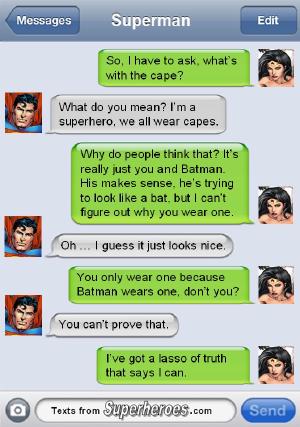 Messages
Superman
Edit
So, I have to ask, what's
with the cape?
What do you mean? I'm a
superhero, we all wear capes.
Why do people think that? It's
really just you and Batman.
His makes sense, he's trying
to look like a bat, but I can't
figure out why you wear one.
Oh ... I guess it just looks nice.
You only wear one because
Batman wears one, don't you?
You can't prove that.
I've got a lasso of truth
that says I can.
Texts from Superheroes.com
Send